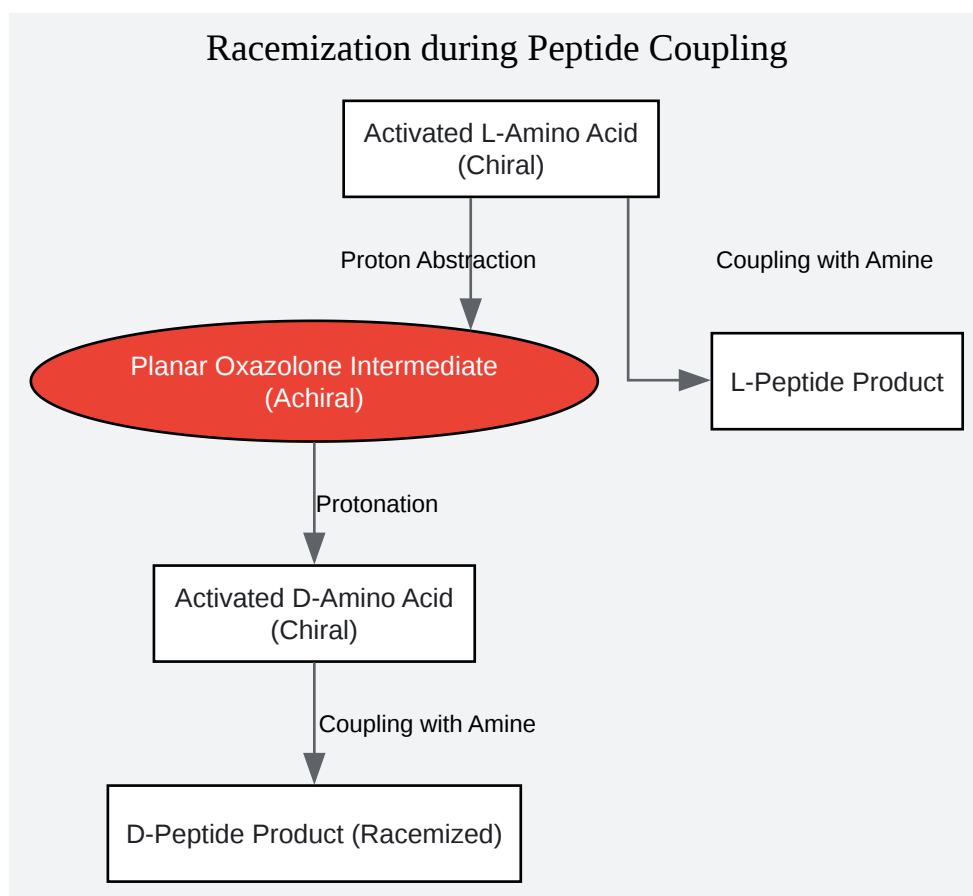 Racemization during Peptide Coupling
Activated L-Amino Acid
(Chiral)
Proton Abstraction
Coupling with Amine
Planar Oxazolone Intermediate
(Achiral)
L-Peptide Product
Protonation
Activated D-Amino Acid
(Chiral)
Coupling with Amine
D-Peptide Product (Racemized)